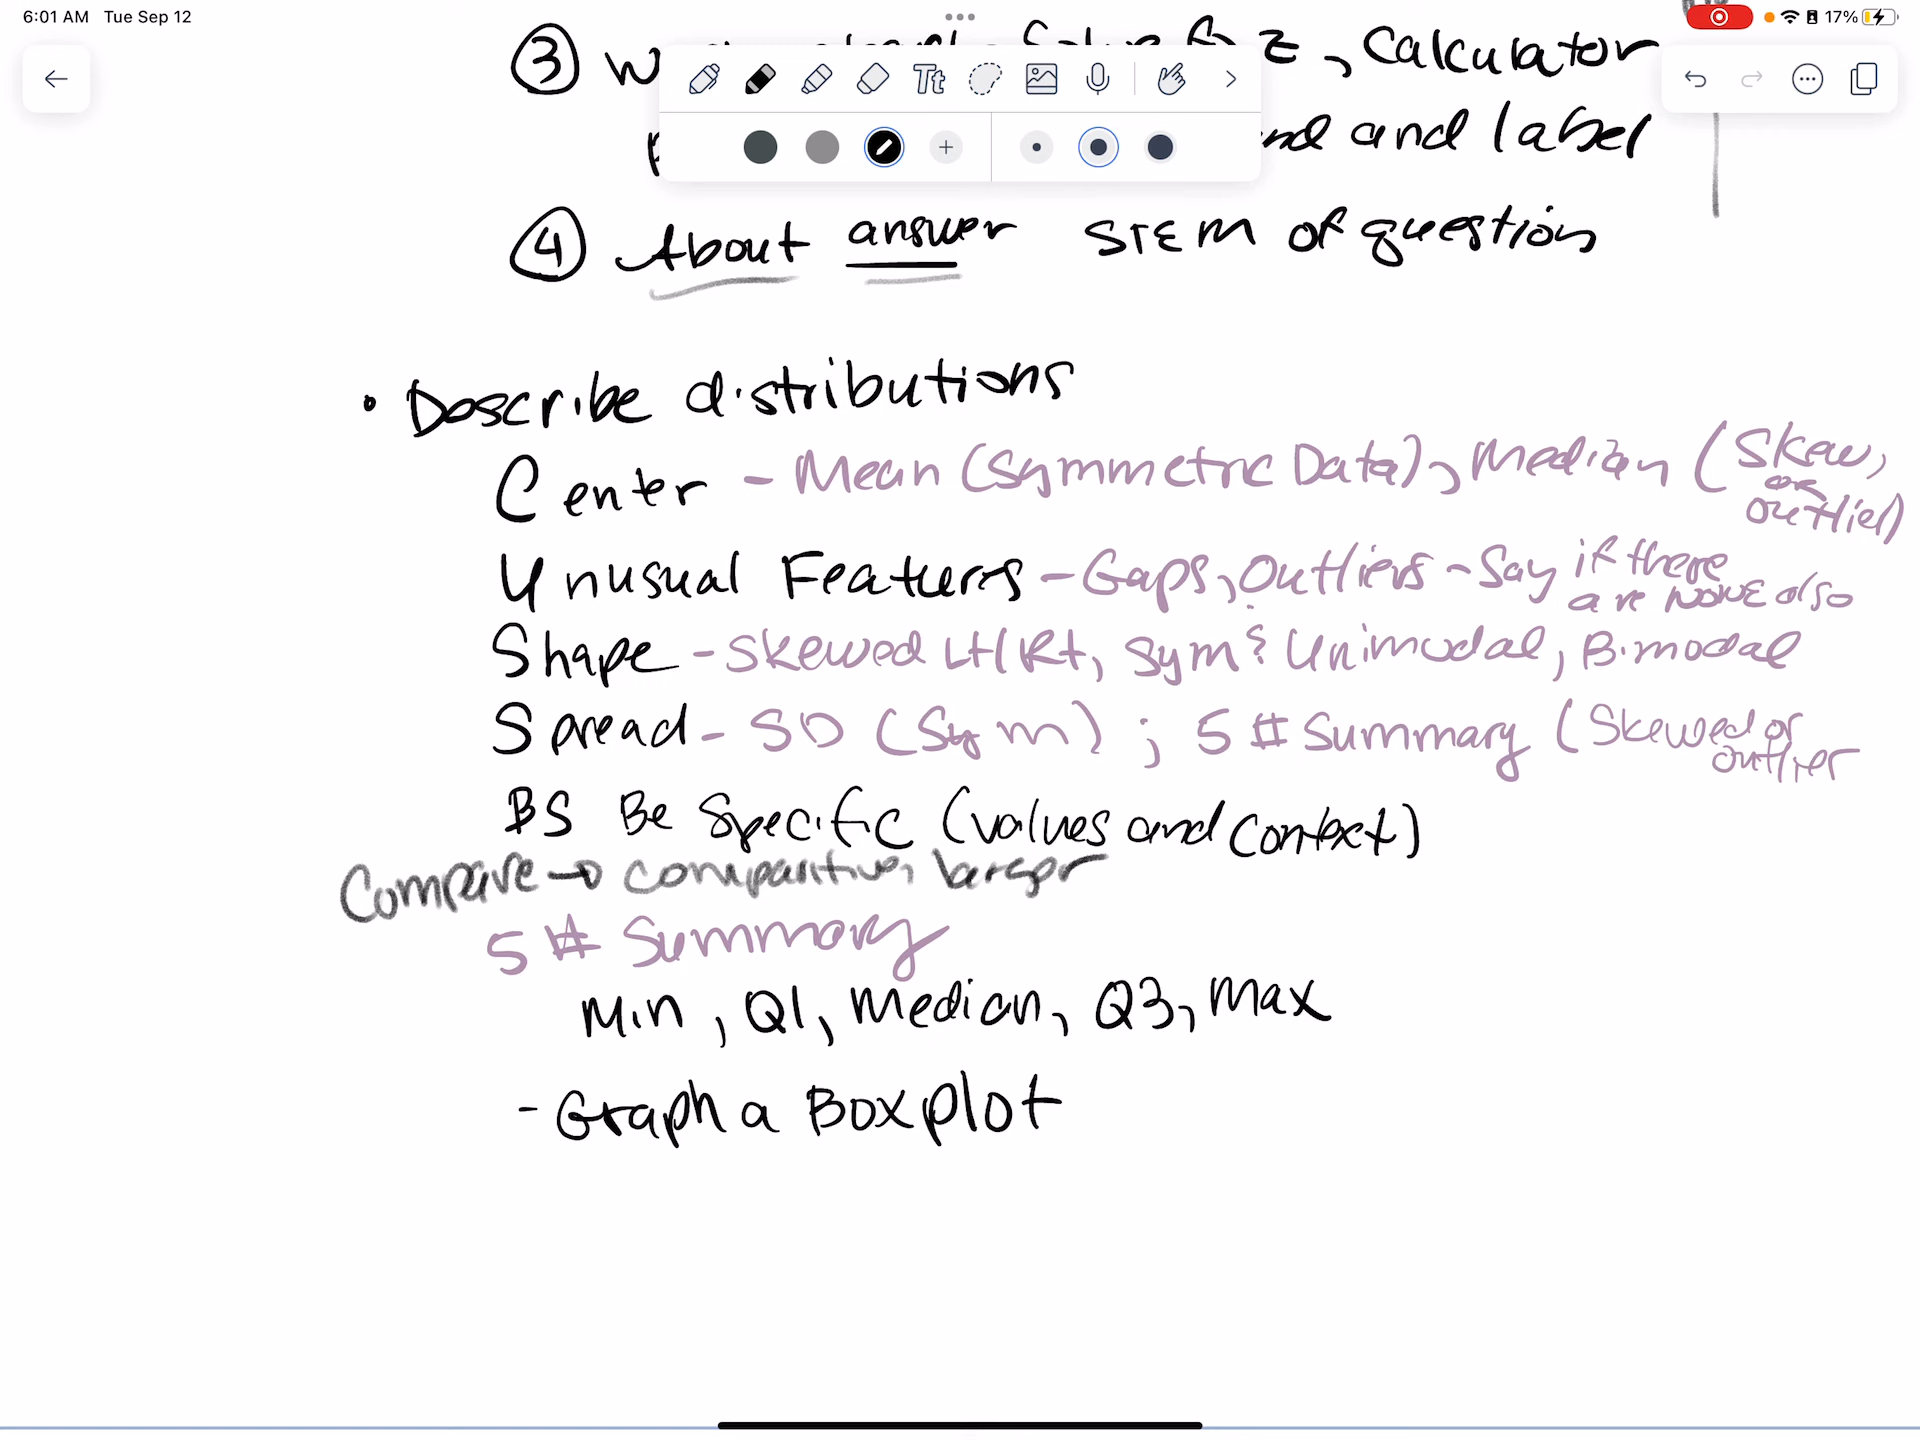 6:01 AM Tue Sep 12
17%
③ , Calculator
and label
Tt
④ About answer STEM of question
• Describe distributions
Center - Mean (Symmetric Data), Median (Skew, or outlier)
Unusual Features - Gaps, Outliers - Say if there are NONE also
Shape - Skewed Lt/Rt, Sym? Unimodal, Bimodal
Spread - SD (Sym) ; 5 # Summary (Skewed or outlier
BS Be Specific (values and context)
Compare →
5 # Summary
Min, Q1, Median, Q3, Max
- Graph a Boxplot